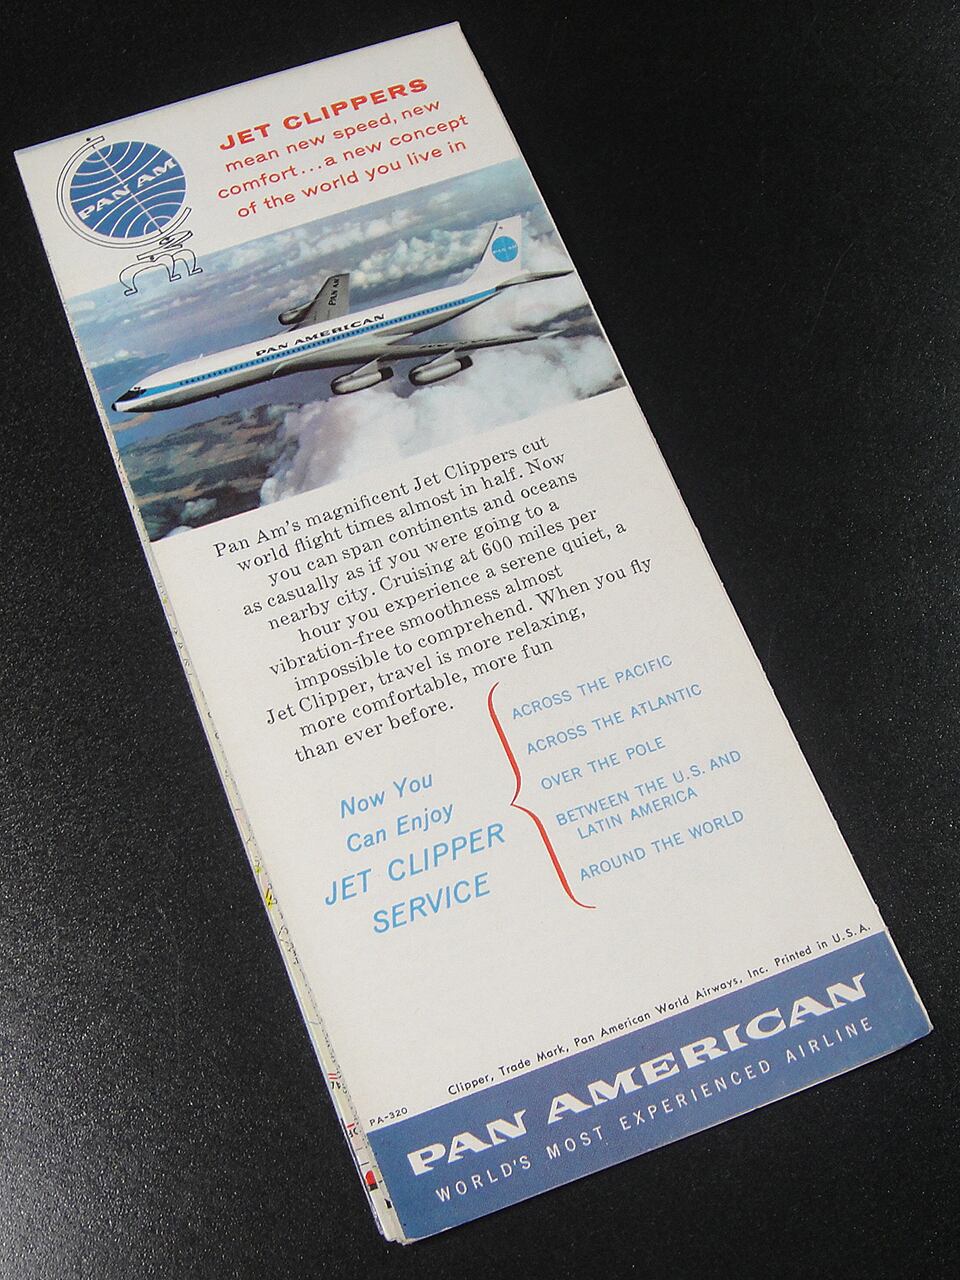 JET CLIPPERS
mean new speed, new
comfort...a new concept
of the world you live in
PAN AM
PAN AM
PAN AM
PAN AMERICAN
Pan Am's magnificent Jet Clippers cut
world flight times almost in half. Now
you can span continents and oceans
as casually as if you were going to a
nearby city. Cruising at 600 miles per
hour you experience a serene quiet, a
vibration-free smoothness almost
impossible to comprehend. When you fly
Jet Clipper, travel is more relaxing,
more comfortable, more fun
than ever before.
Now You
Can Enjoy
JET CLIPPER
SERVICE
ACROSS THE PACIFIC
ACROSS THE ATLANTIC
OVER THE POLE
BETWEEN THE U.S. AND
LATIN AMERICA
AROUND THE WORLD
Clipper, Trade Mark, Pan American World Airways, Inc. Printed in U.S.A.
PA-320
PAN AMERICAN
WORLD'S MOST EXPERIENCED AIRLINE